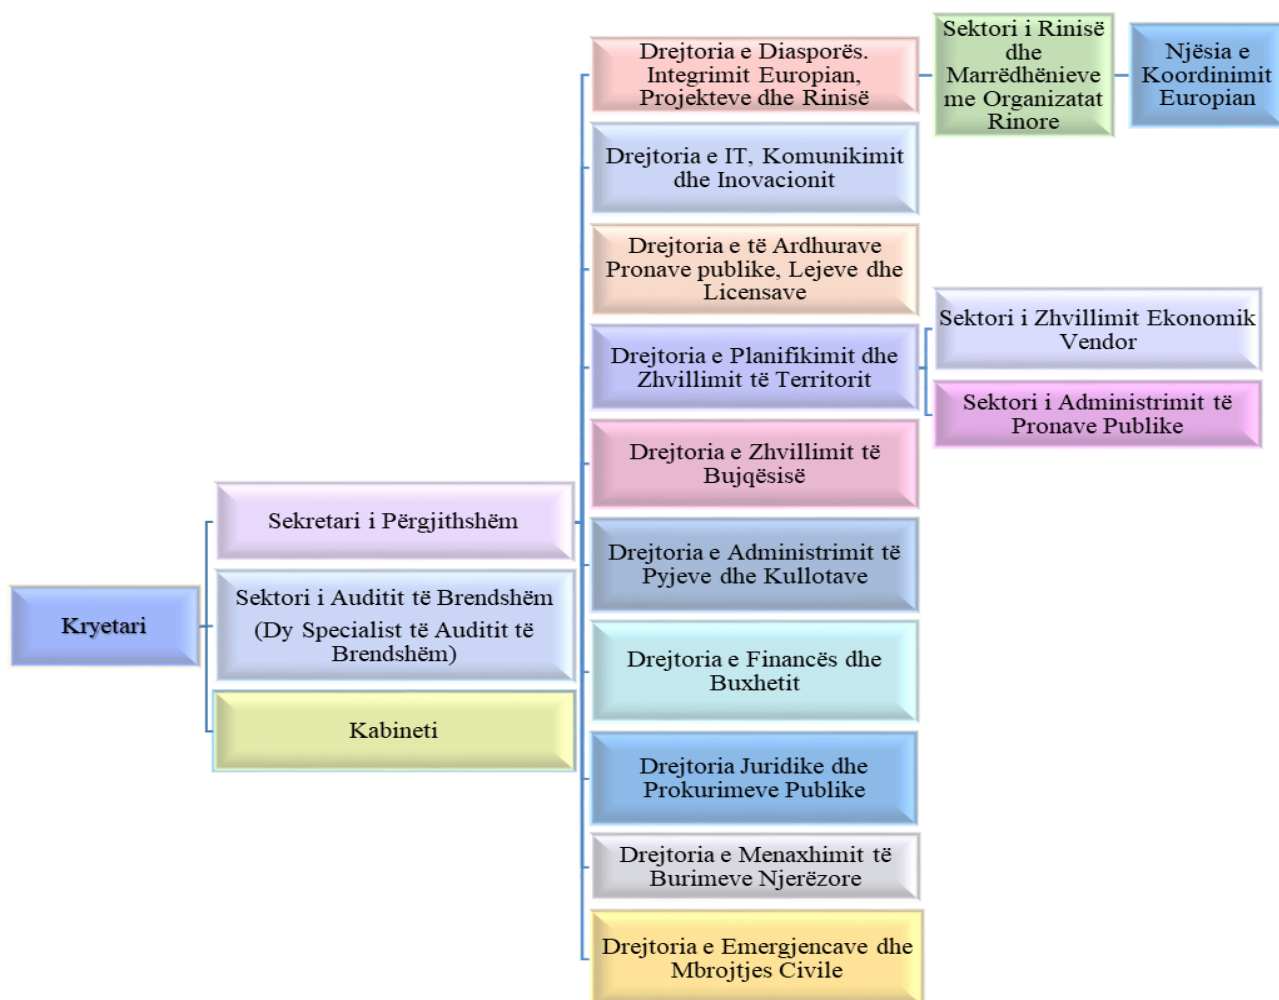 Kryetari
Sekretari i Përgjithshëm
Sektori i Auditit të Brendshëm
(Dy Specialist të Auditit të
Brendshëm)
Kabineti
Drejtoria e Diasporës.
Integrimit Europian,
Projekteve dhe Rinisë
Sektori i Rinisë
dhe
Marrëdhënieve
me Organizatat
Rinore
Njësia e
Koordinimit
Europian
Drejtoria e IT, Komunikimit
dhe Inovacionit
Drejtoria e të Ardhurave
Pronave publike, Lejeve dhe
Licensave
Drejtoria e Planifikimit dhe
Zhvillimit të Territorit
Sektori i Zhvillimit Ekonomik
Vendor
Sektori i Administrimit të
Pronave Publike
Drejtoria e Zhvillimit të
Bujqësisë
Drejtoria e Administrimit të
Pyjeve dhe Kullotave
Drejtoria e Financës dhe
Buxhetit
Drejtoria Juridike dhe
Prokurimeve Publike
Drejtoria e Menaxhimit të
Burimeve Njerëzore
Drejtoria e Emergjencave dhe
Mbrojtjes Civile